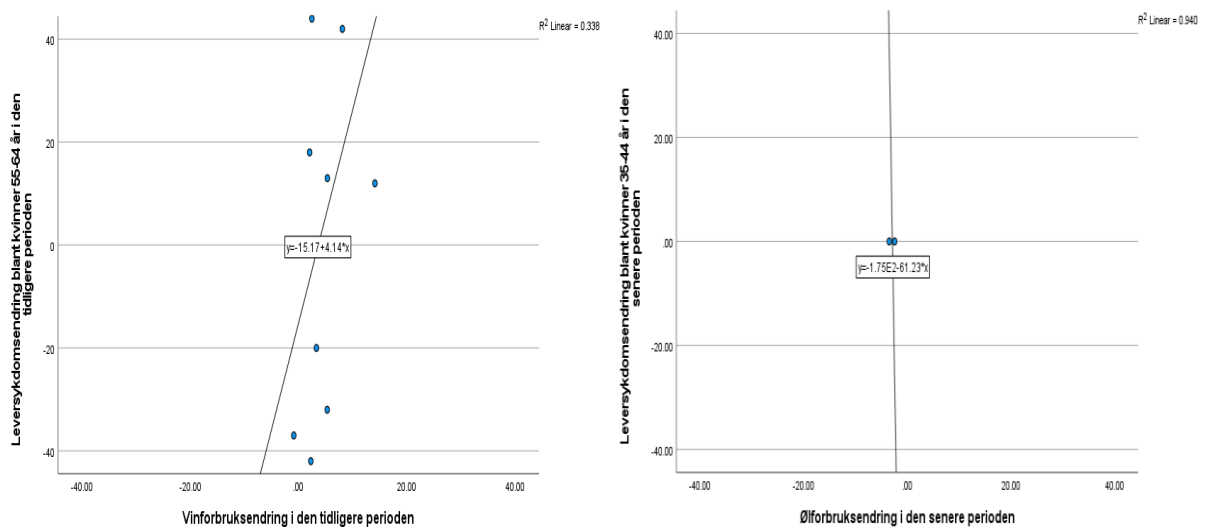 R2 Linear = 0.338
Leversykdomsendring blant kvinner 55-64 år i den
tidligere perioden
40
20
0
-20
-40
y=-15.17+4.14*x
-40.00
-20.00
.00
20.00
40.00
Vinforbruksendring i den tidligere perioden
R2 Linear = 0.940
Leversykdomsendring blant kvinner 35-44 år i den
senere perioden
40.00
20.00
.00
-20.00
-40.00
y=-1.75E2-61.23*x
-40.00
-20.00
.00
20.00
40.00
Ølforbruksendring i den senere perioden